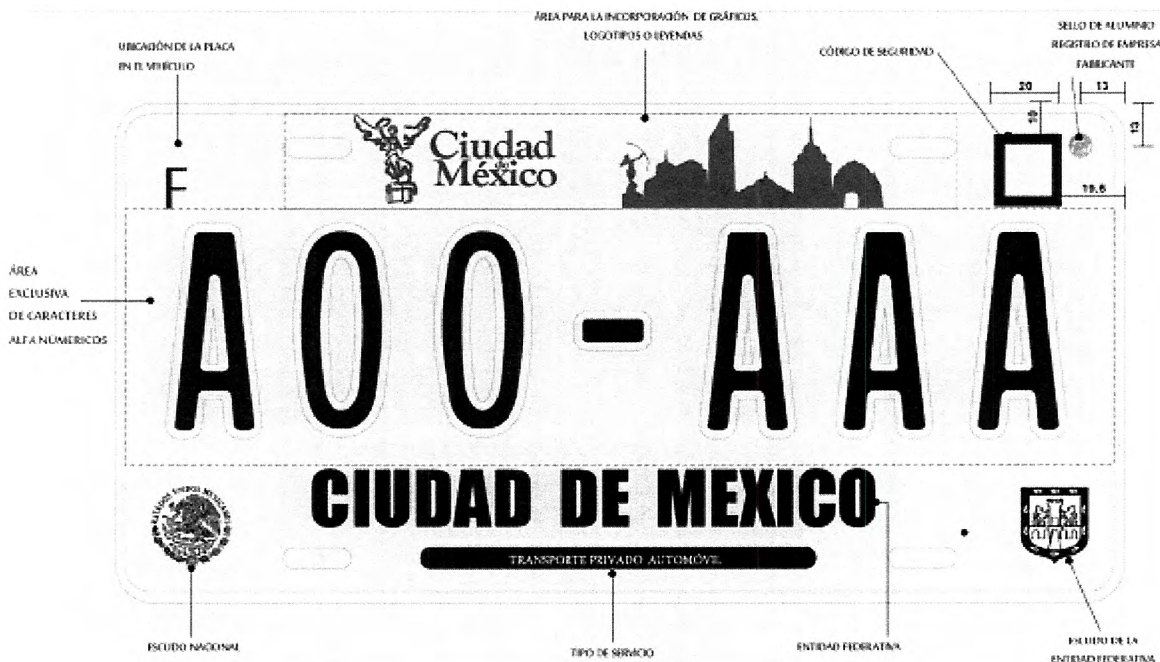 ÁREA PARA LA INCORPORACIÓN DE GRÁFICOS,
LOGOTIPOS O LEYENDAS
UBICACIÓN DE LA PLACA
EN EL VEHÍCULO
CÓDIGO DE SEGURIDAD
SELLO DE ALUMINIO
REGISTRO DE EMPRESA
FABRICANTE
20
13
10
13
19.6
F
Ciudad
de
México
ÁREA
EXCLUSIVA
DE CARACTERES
ALFA NÚMERICOS
A00-AAA
CIUDAD DE MEXICO
TRANSPORTE PRIVADO AUTOMÓVIL
ESCUDO NACIONAL
TIPO DE SERVICIO
ENTIDAD FEDERATIVA
ESCUDO DE LA
ENTIDAD FEDERATIVA